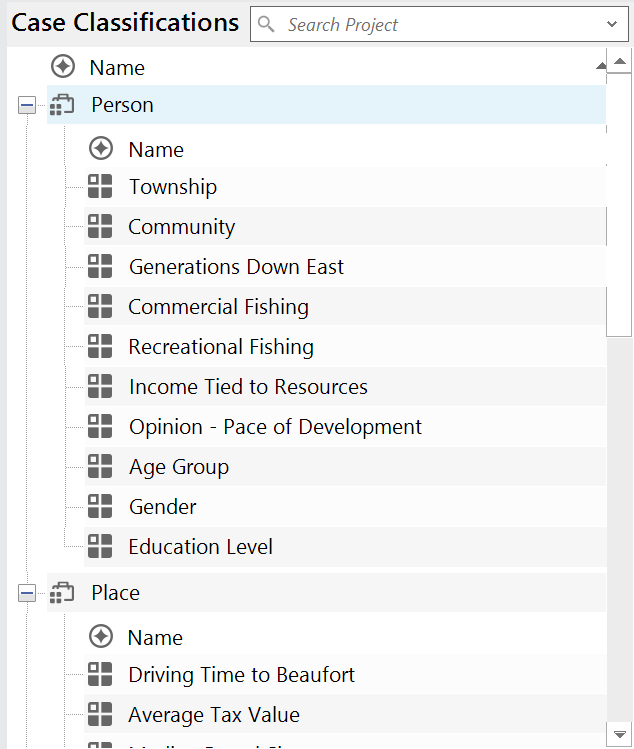 Case Classifications
Search Project
Name
Person
Name
Township
Community
Generations Down East
Commercial Fishing
Recreational Fishing
Income Tied to Resources
Opinion - Pace of Development
Age Group
Gender
Education Level
Place
Name
Driving Time to Beaufort
Average Tax Value